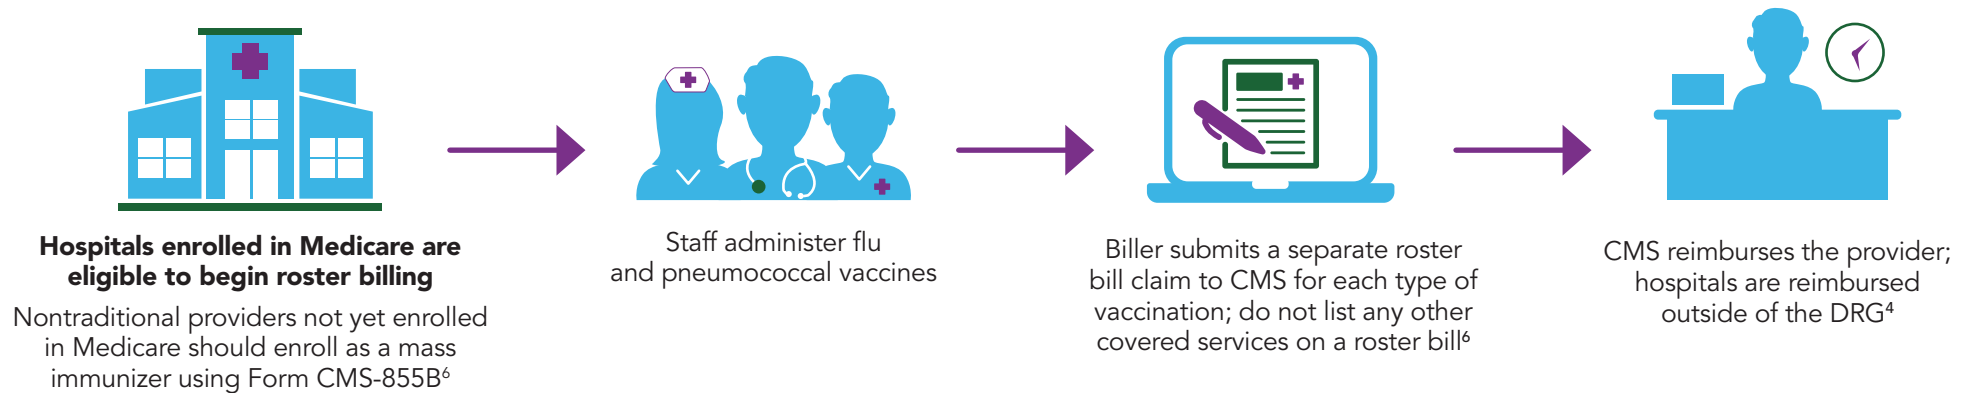 Hospitals enrolled in Medicare are
eligible to begin roster billing
Nontraditional providers not yet enrolled
in Medicare should enroll as a mass
immunizer using Form CMS-855B⁶
Staff administer flu
and pneumococcal vaccines
Biller submits a separate roster
bill claim to CMS for each type of
vaccination; do not list any other
covered services on a roster bill⁶
CMS reimburses the provider;
hospitals are reimbursed
outside of the DRG⁴